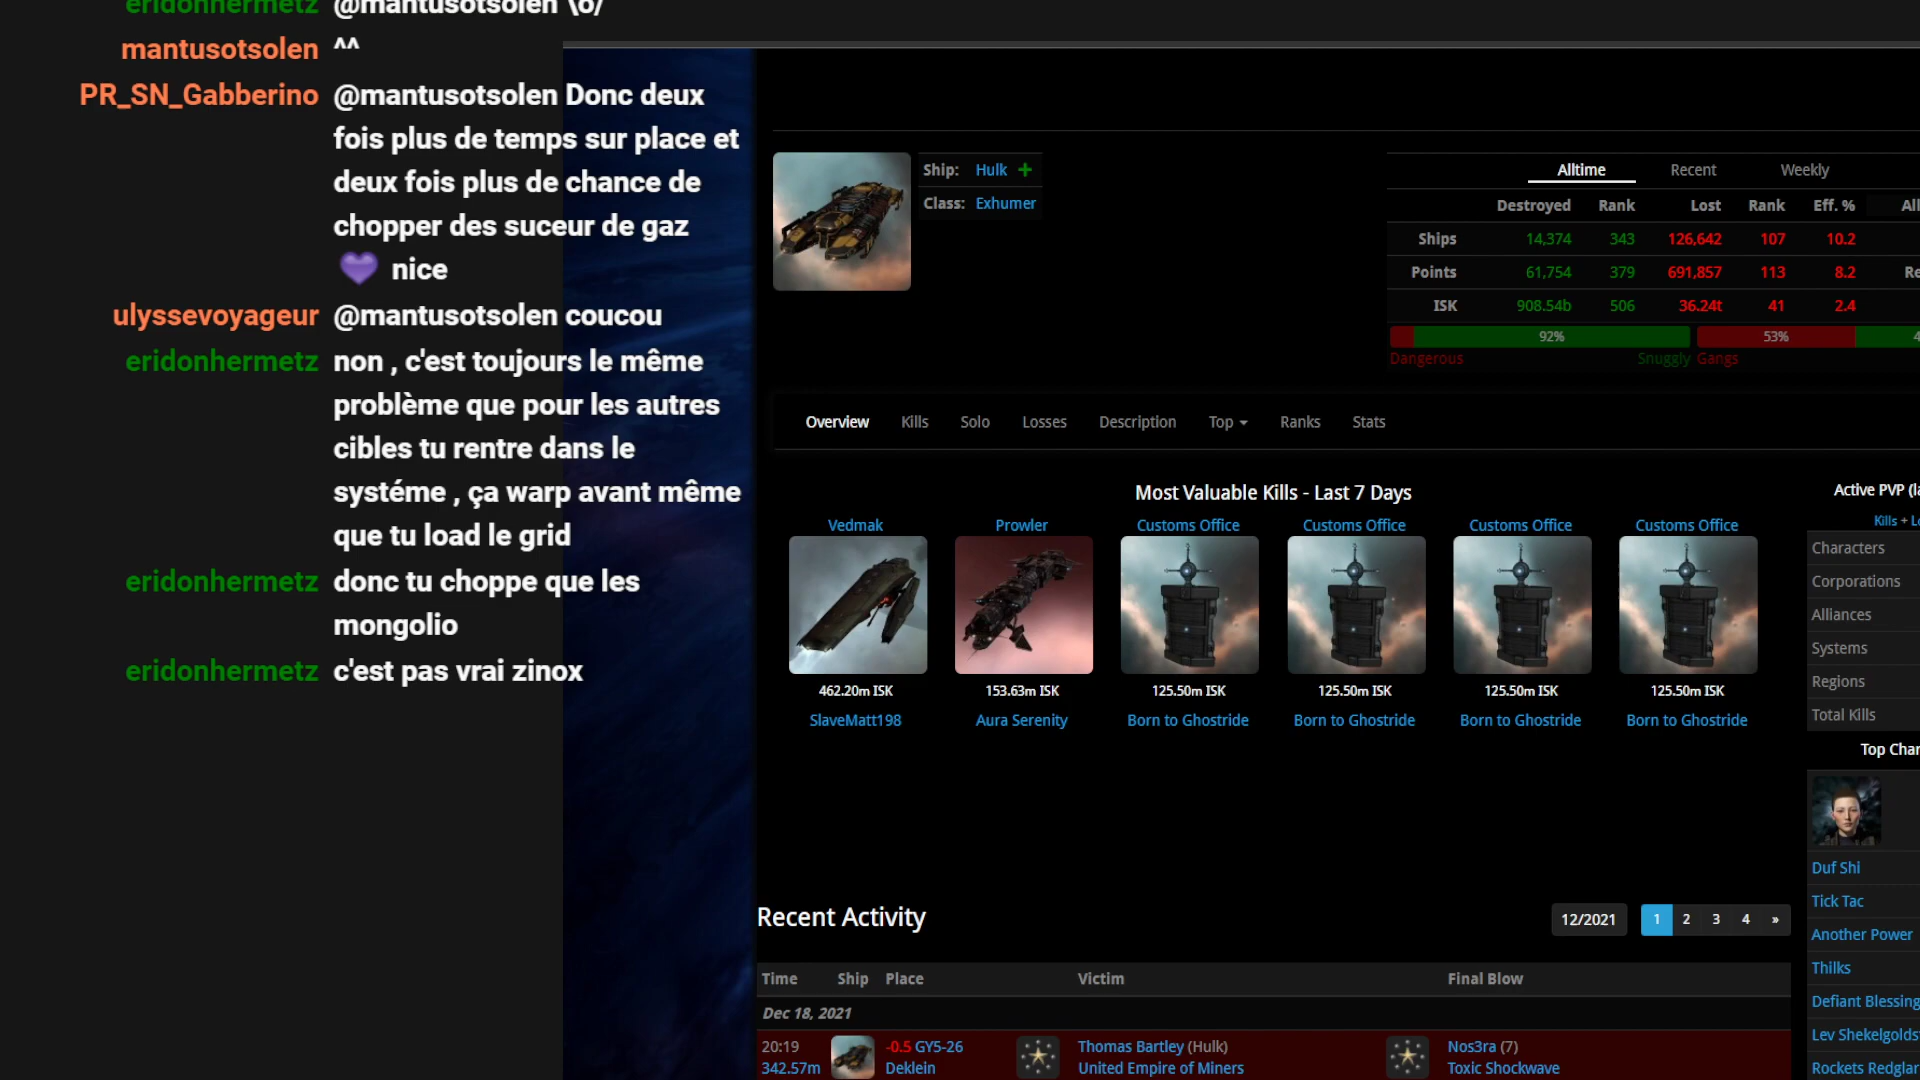 eridonhermetz @mantusotsolen \o/
mantusotsolen ^^
PR_SN_Gabberino @mantusotsolen Donc deux
fois plus de temps sur place et
deux fois plus de chance de
chopper des suceur de gaz
nice
ulyssevoyageur @mantusotsolen coucou
eridonhermetz non , c'est toujours le même
problème que pour les autres
cibles tu rentre dans le
systéme , ça warp avant même
que tu load le grid
eridonhermetz donc tu choppe que les
mongolio
eridonhermetz c'est pas vrai zinox
Ship: Hulk +
Class: Exhumer
Alltime Recent Weekly
Destroyed Rank Lost Rank Eff. %
Ships 14,374 343 126,642 107 10.2
Points 61,754 379 691,857 113 8.2
ISK 908.54b 506 36.24t 41 2.4
92% 53%
Dangerous Snuggly Gangs
Overview Kills Solo Losses Description Top Ranks Stats
Most Valuable Kills - Last 7 Days
Vedmak Prowler Customs Office Customs Office Customs Office Customs Office
462.20m ISK 153.63m ISK 125.50m ISK 125.50m ISK 125.50m ISK 125.50m ISK
SlaveMatt198 Aura Serenity Born to Ghostride Born to Ghostride Born to Ghostride Born to Ghostride
Active PVP
Kills +
Characters
Corporations
Alliances
Systems
Regions
Total Kills
Top
Duf Shi
Tick Tac
Another Power
Thilks
Defiant Blessing
Lev
Rockets
Recent Activity
12/2021 1 2 3 4 »
Time Ship Place Victim Final Blow
Dec 18, 2021
20:19 -0.5 GY5-26 Thomas Bartley (Hulk) Nos3ra (7)
342.57m Deklein United Empire of Miners Toxic Shockwave